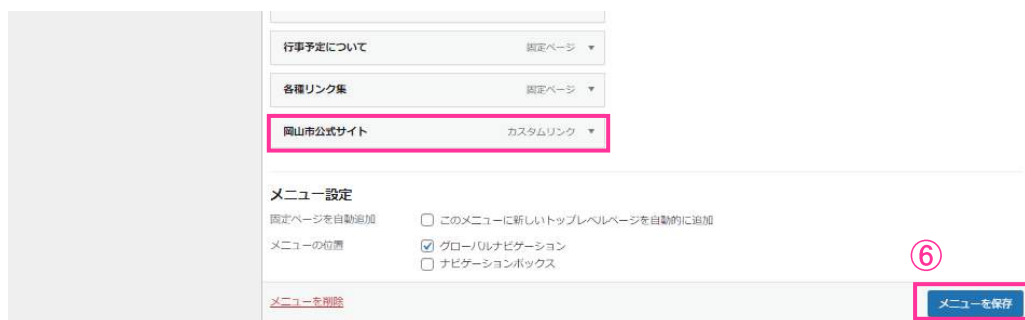 行事予定について 固定ページ ▼
各種リンク集 固定ページ ▼
岡山市公式サイト カスタムリンク ▼
メニュー設定
固定ページを自動追加 このメニューに新しいトップレベルページを自動的に追加
メニューの位置 グローバルナビゲーション
ナビゲーションボックス
⑥
メニューを削除 メニューを保存